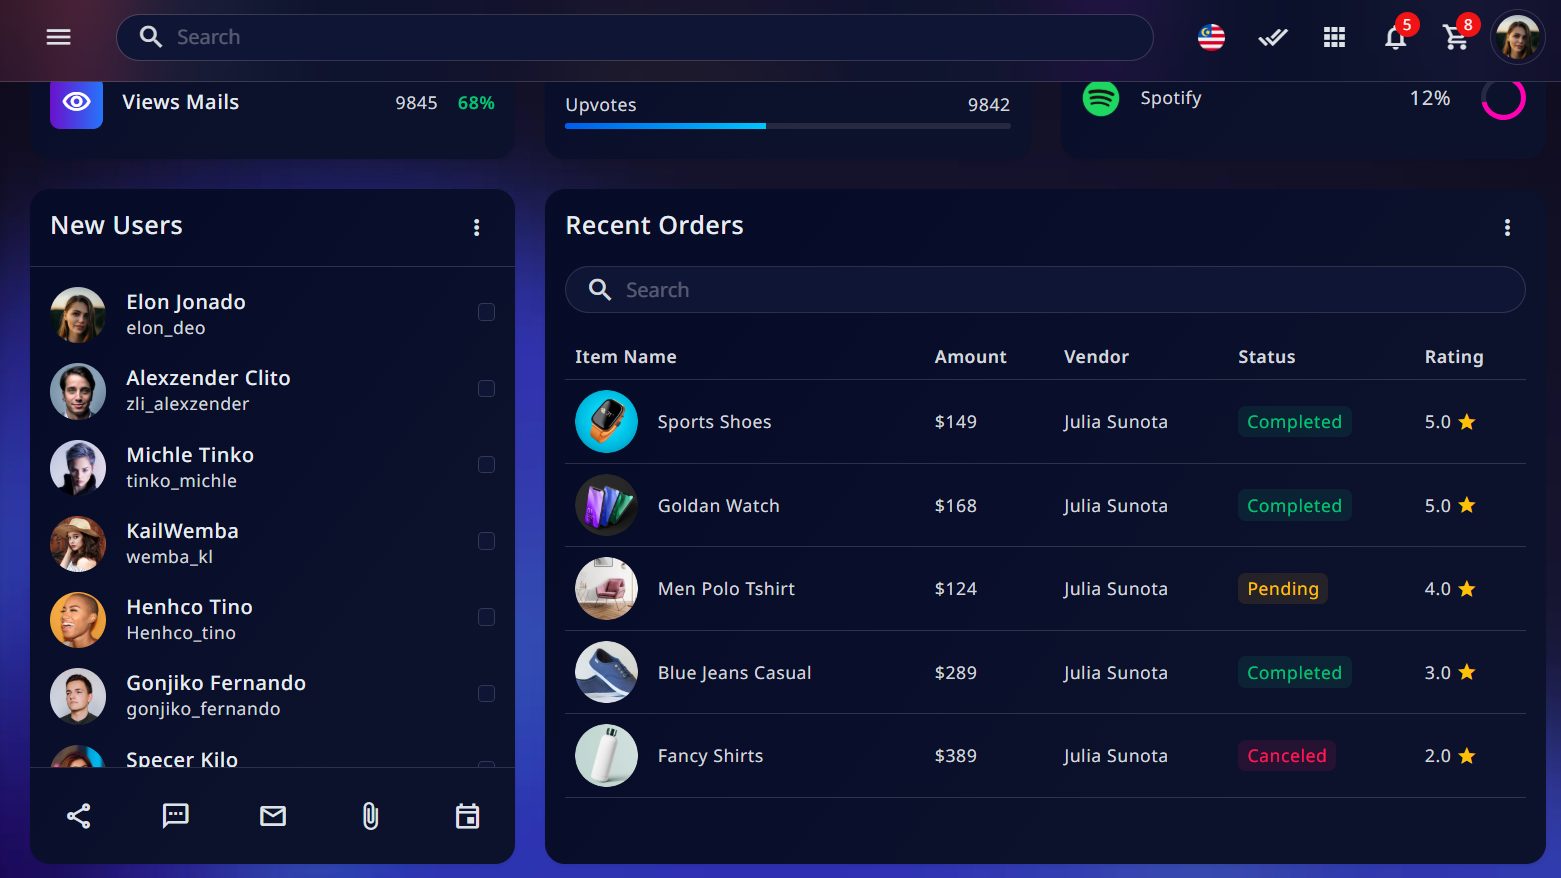 Search
5
8
Views Mails 9845 68%
Upvotes 9842
Spotify 12%
New Users
Elon Jonado
elon_deo
Alexzender Clito
zli_alexzender
Michle Tinko
tinko_michle
KailWemba
wemba_kl
Henhco Tino
Henhco_tino
Gonjiko Fernando
gonjiko_fernando
Specer Kilo
Recent Orders
Search
Item Name Amount Vendor Status Rating
Sports Shoes $149 Julia Sunota Completed 5.0
Goldan Watch $168 Julia Sunota Completed 5.0
Men Polo Tshirt $124 Julia Sunota Pending 4.0
Blue Jeans Casual $289 Julia Sunota Completed 3.0
Fancy Shirts $389 Julia Sunota Canceled 2.0